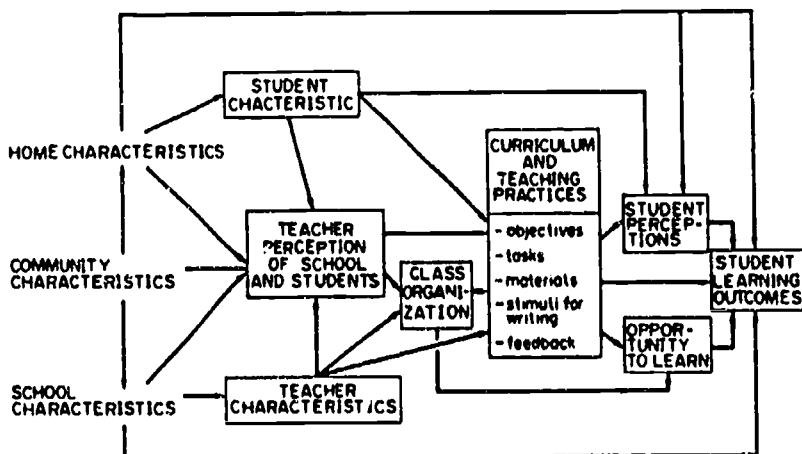 STUDENT
CHACTERISTIC
HOME CHARACTERISTICS
CURRICULUM
AND
TEACHING
PRACTICES
TEACHER
PERCEPTION
OF SCHOOL
AND STUDENTS
- objectives
- tasks
- materials
- stimuli for
writing
- feedback
STUDENT
PERCEP-
TIONS
COMMUNITY
CHARACTERISTICS
CLASS
ORGANI-
ZATION
STUDENT
LEARNING
OUTCOMES
OPPOR-
TUNITY
TO LEARN
SCHOOL
CHARACTERISTICS
TEACHER
CHARACTERISTICS